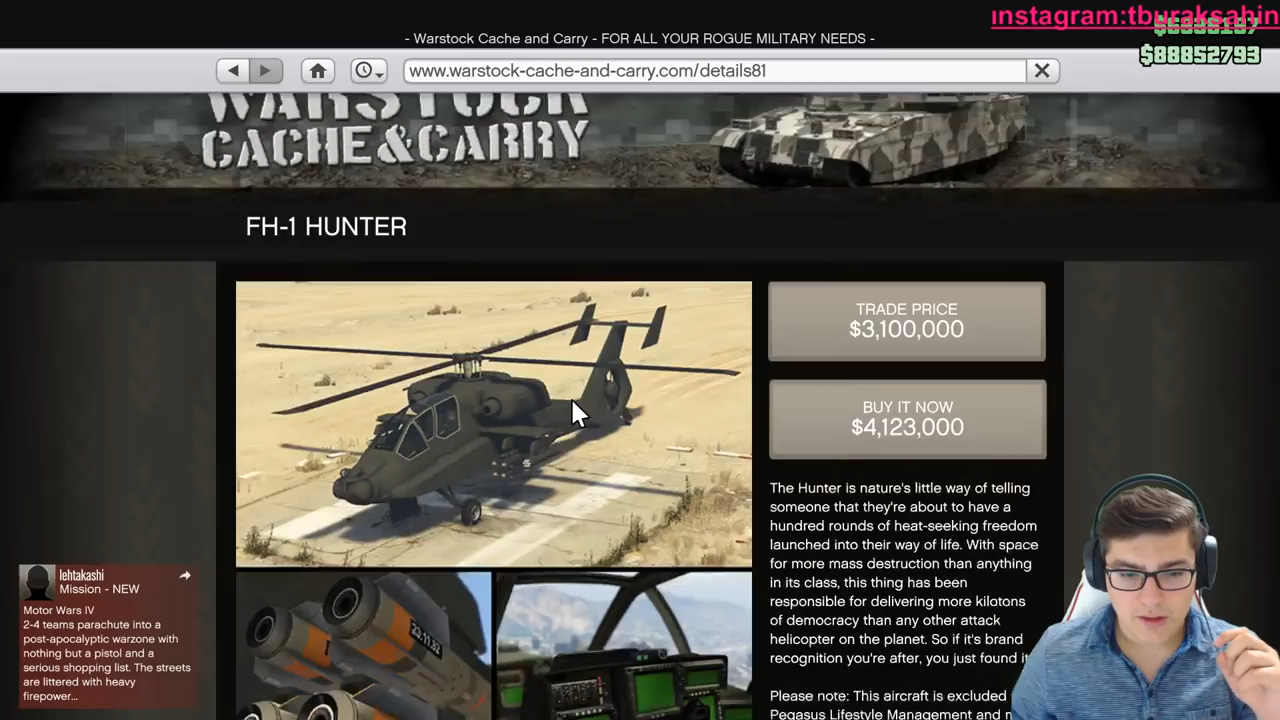 instagram:tburaksahin
- Warstock Cache and Carry - FOR ALL YOUR ROGUE MILITARY NEEDS -
$88852793
www.warstock-cache-and-carry.com/details81
WARSTOCK
CACHE&CARRY
FH-1 HUNTER
TRADE PRICE
$3,100,000
BUY IT NOW
$4,123,000
The Hunter is nature's little way of telling
someone that they're about to have a
hundred rounds of heat-seeking freedom
launched into their way of life. With space
for more mass destruction than anything
in its class, this thing has been
responsible for delivering more kilotons
of democracy than any other attack
helicopter on the planet. So if it's brand
recognition you're after, you just found it
Please note: This aircraft is excluded
Pegasus Lifestyle Management and
lehtakashi
Mission - NEW
Motor Wars IV
2-4 teams parachute into a
post-apocalyptic warzone with
nothing but a pistol and a
serious shopping list. The streets
are littered with heavy
firepower...